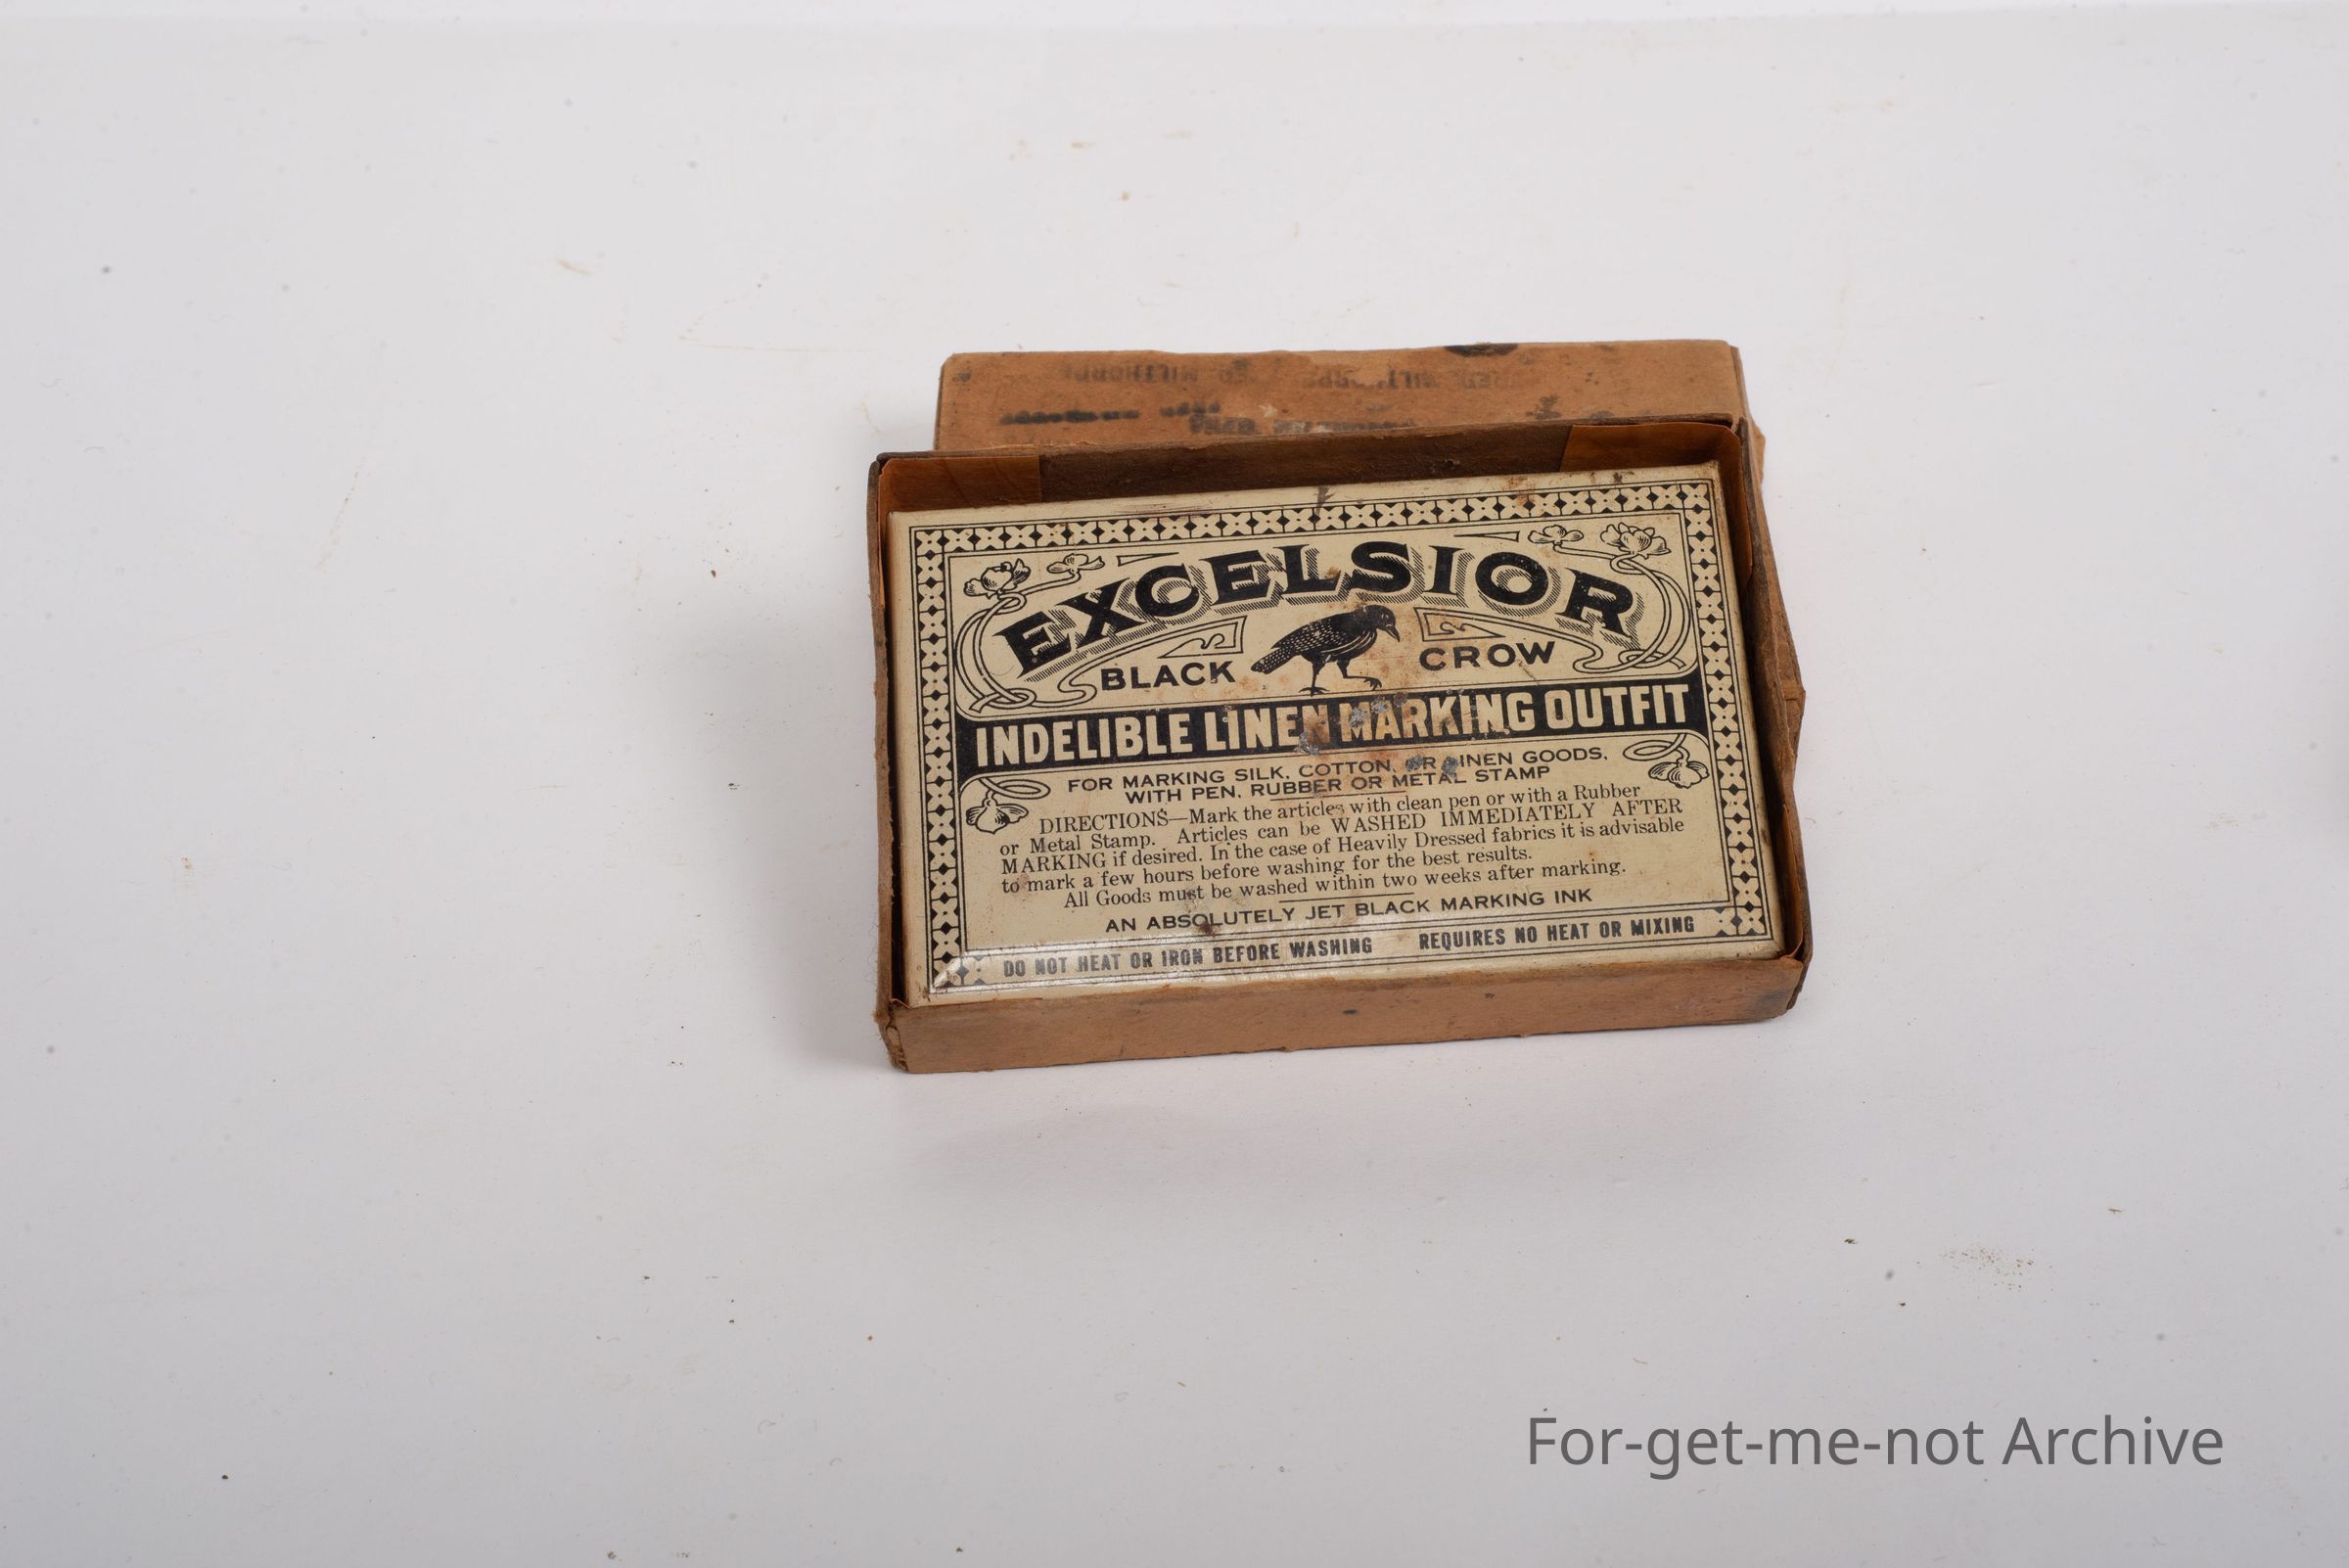 EXCELSIOR
BLACK CROW
INDELIBLE LINEN MARKING OUTFIT
FOR MARKING SILK, COTTON, OR LINEN GOODS,
WITH PEN, RUBBER OR METAL STAMP
DIRECTIONS—Mark the articles with clean pen or with a Rubber
or Metal Stamp. Articles can be WASHED IMMEDIATELY AFTER
MARKING if desired. In the case of Heavily Dressed fabrics it is advisable
to mark a few hours before washing for the best results.
All Goods must be washed within two weeks after marking.
AN ABSOLUTELY JET BLACK MARKING INK
DO NOT HEAT OR IRON BEFORE WASHING REQUIRES NO HEAT OR MIXING
For-get-me-not Archive